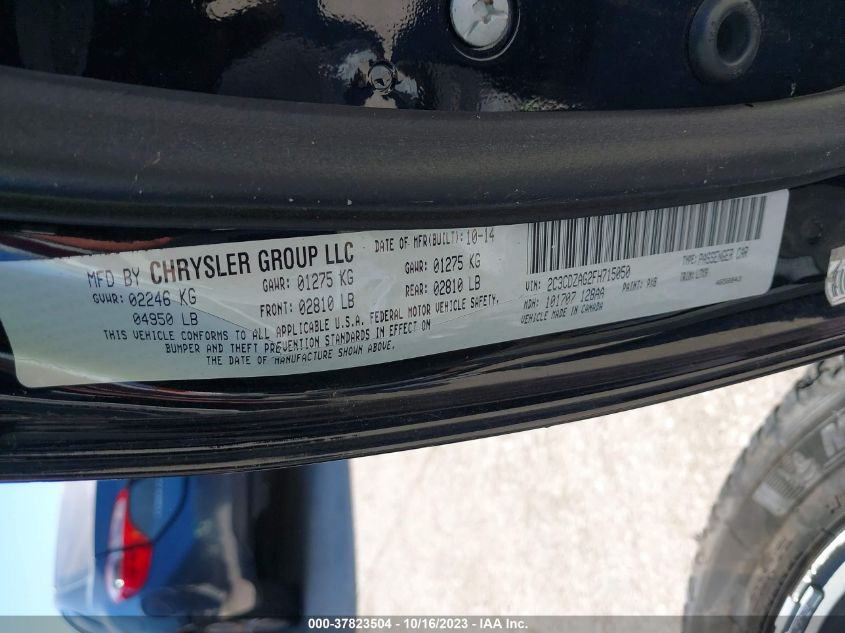 MFD BY CHRYSLER GROUP LLC
DATE OF MFR(BUILT): 10-14
GVWR: 02246 KG
04950 LB
GAWR: 01275 KG
FRONT: 02810 LB
GAWR: 01275 KG
REAR: 02810 LB
THIS VEHICLE CONFORMS TO ALL APPLICABLE U.S.A. FEDERAL MOTOR VEHICLE SAFETY,
BUMPER AND THEFT PREVENTION STANDARDS IN EFFECT ON
THE DATE OF MANUFACTURE SHOWN ABOVE.
VIN: 2C3CDZAG2FH715050
TYPE: PASSENGER CAR
MDH: 101707 128AA
PAINT: PX8
VEHICLE MADE IN CANADA
000-37823504 / 10/16/2023 - IAA Inc.